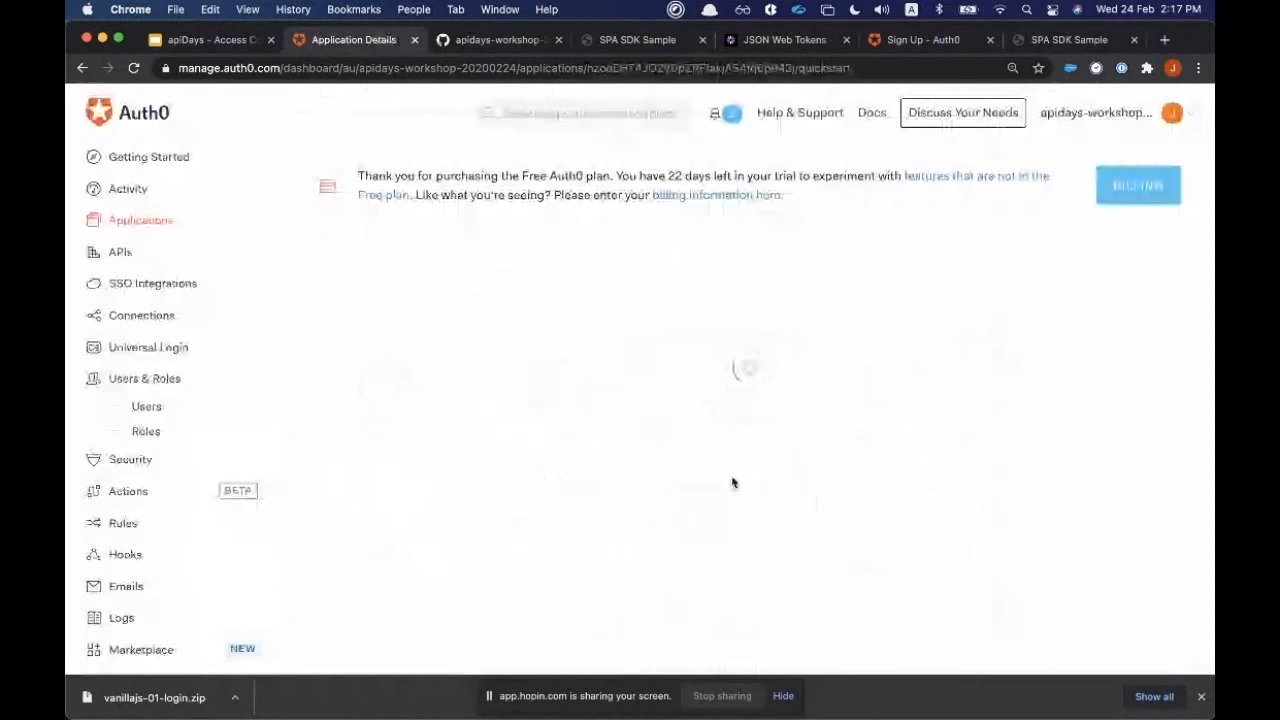 Chrome File Edit View History Bookmarks People Tab Window Help A Wed 24 Feb 2:17 PM
apiDays - Access C Application Details apidays-workshop- SPA SDK Sample JSON Web Tokens Sign Up - Auth0 SPA SDK Sample
manage.auth0.com/dashboard/au/apidays-workshop-20200224/applications/
Auth0 Help & Support Docs Discuss Your Needs apidays-workshop... J
Getting Started
Activity
Applications
APIs
SSO Integrations
Connections
Universal Login
Users & Roles
Users
Roles
Security
Actions BETA
Rules
Hooks
Emails
Logs
Marketplace NEW
Thank you for purchasing the Free Auth0 plan. You have 22 days left in your trial to experiment with features that are not in the
Free plan. Like what you're seeing? Please enter your billing information here.
BILLING
vanillajs-01-login.zip
app.hopin.com is sharing your screen. Stop sharing Hide
Show all